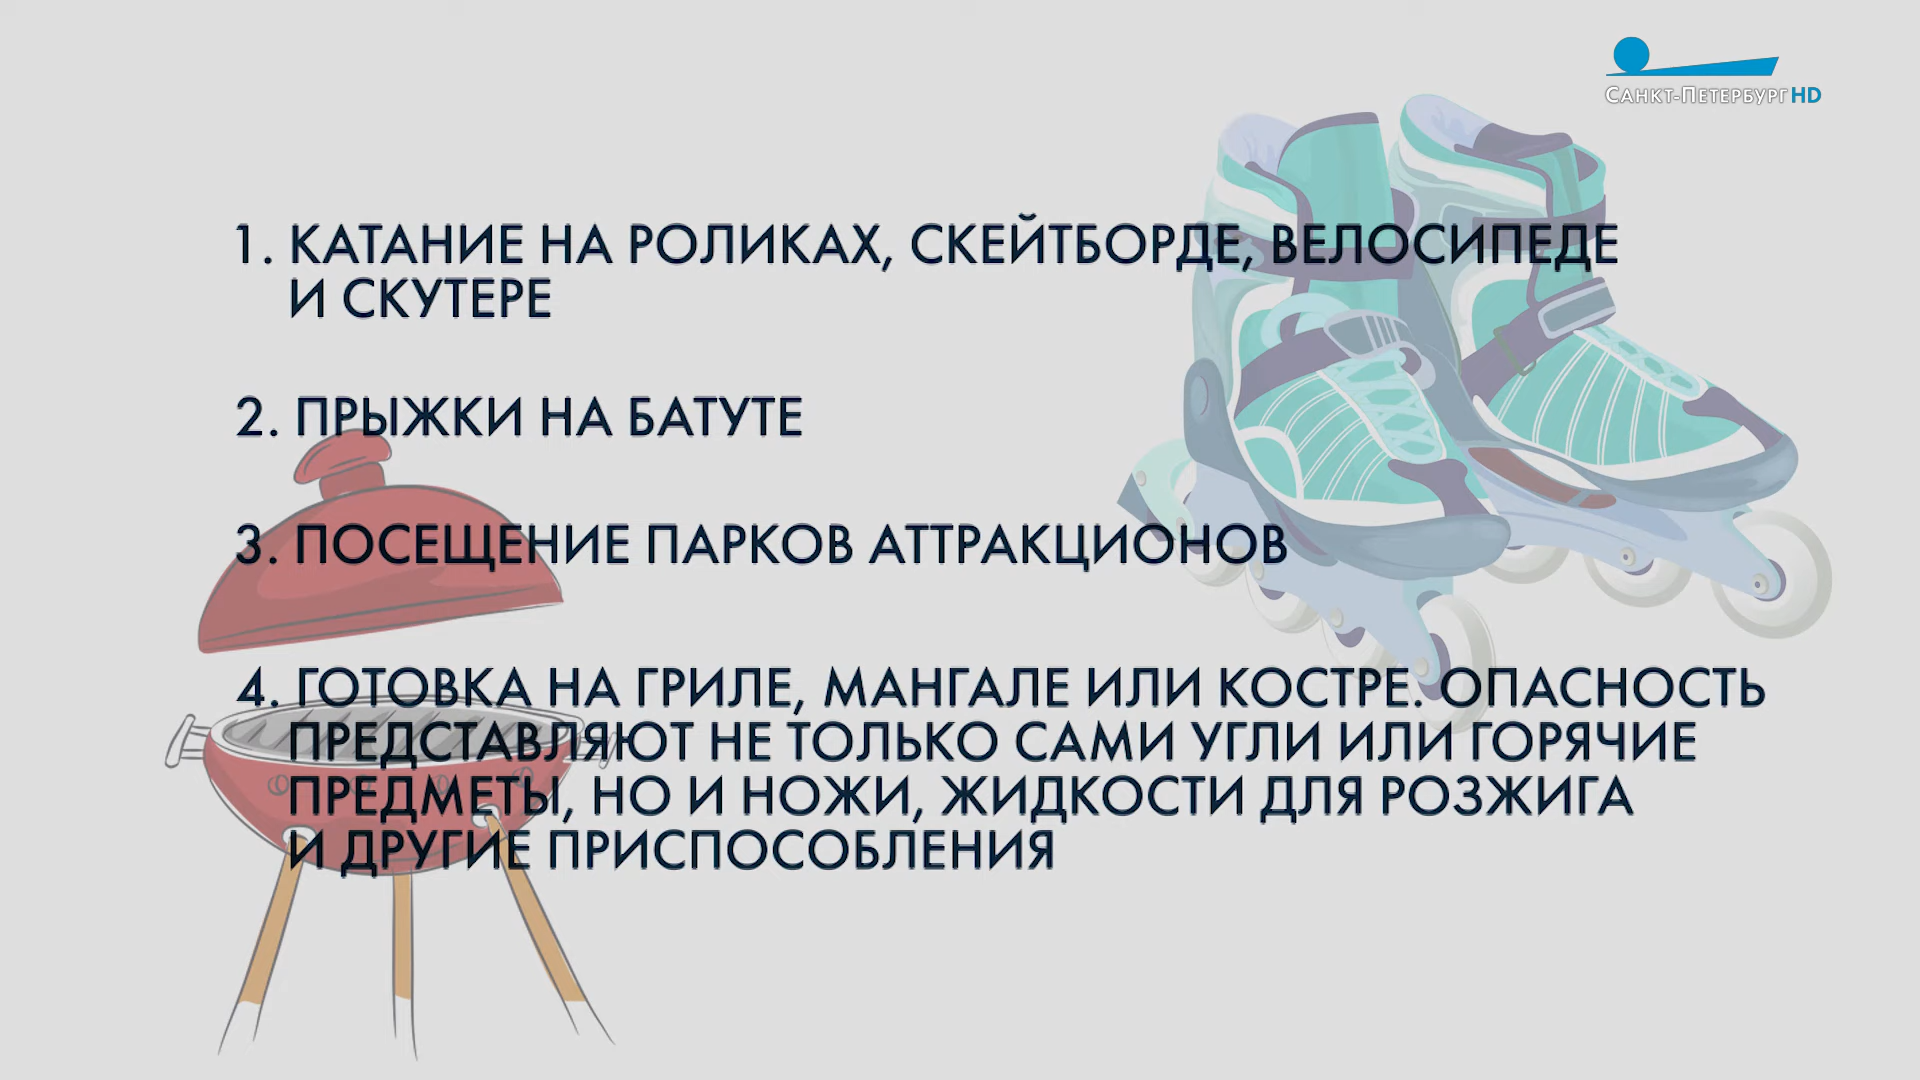 САНКТ-ПЕТЕРБУРГ HD
1. КАТАНИЕ НА РОЛИКАХ, СКЕЙТБОРДЕ, ВЕЛОСИПЕДЕ
И СКУТЕРЕ
2. ПРЫЖКИ НА БАТУТЕ
3. ПОСЕЩЕНИЕ ПАРКОВ АТТРАКЦИОНОВ
4. ГОТОВКА НА ГРИЛЕ, МАНГАЛЕ ИЛИ КОСТРЕ. ОПАСНОСТЬ
ПРЕДСТАВЛЯЮТ НЕ ТОЛЬКО САМИ УГЛИ ИЛИ ГОРЯЧИЕ
ПРЕДМЕТЫ, НО И НОЖИ, ЖИДКОСТИ ДЛЯ РОЗЖИГА
И ДРУГИЕ ПРИСПОСОБЛЕНИЯ